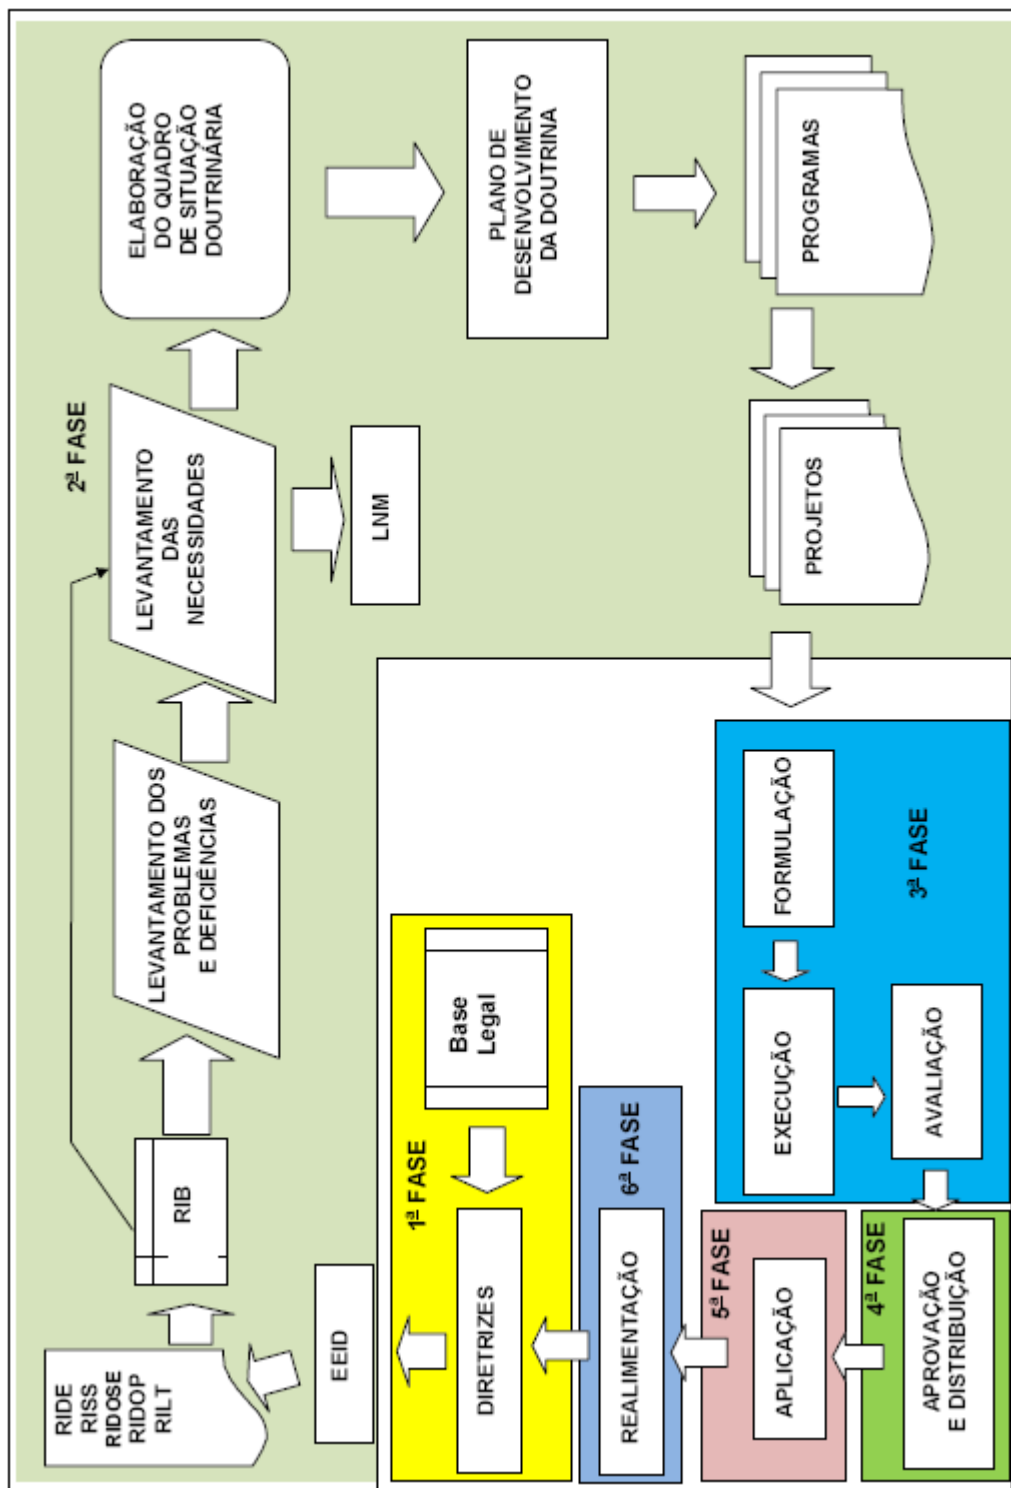 RIDE
RISS
RIDOSE
RIDOP
RILT
EEID
RIB
LEVANTAMENTO DOS
PROBLEMAS
E DEFICIÊNCIAS
2ª FASE
LEVANTAMENTO
DAS
NECESSIDADES
LNM
ELABORAÇÃO
DO QUADRO
DE SITUAÇÃO
DOUTRINÁRIA
PLANO DE
DESENVOLVIMENTO
DA DOUTRINA
PROGRAMAS
PROJETOS
1ª FASE
Base
Legal
DIRETRIZES
6ª FASE
REALIMENTAÇÃO
5ª FASE
APLICAÇÃO
4ª FASE
APROVAÇÃO
E DISTRIBUIÇÃO
3ª FASE
FORMULAÇÃO
EXECUÇÃO
AVALIAÇÃO